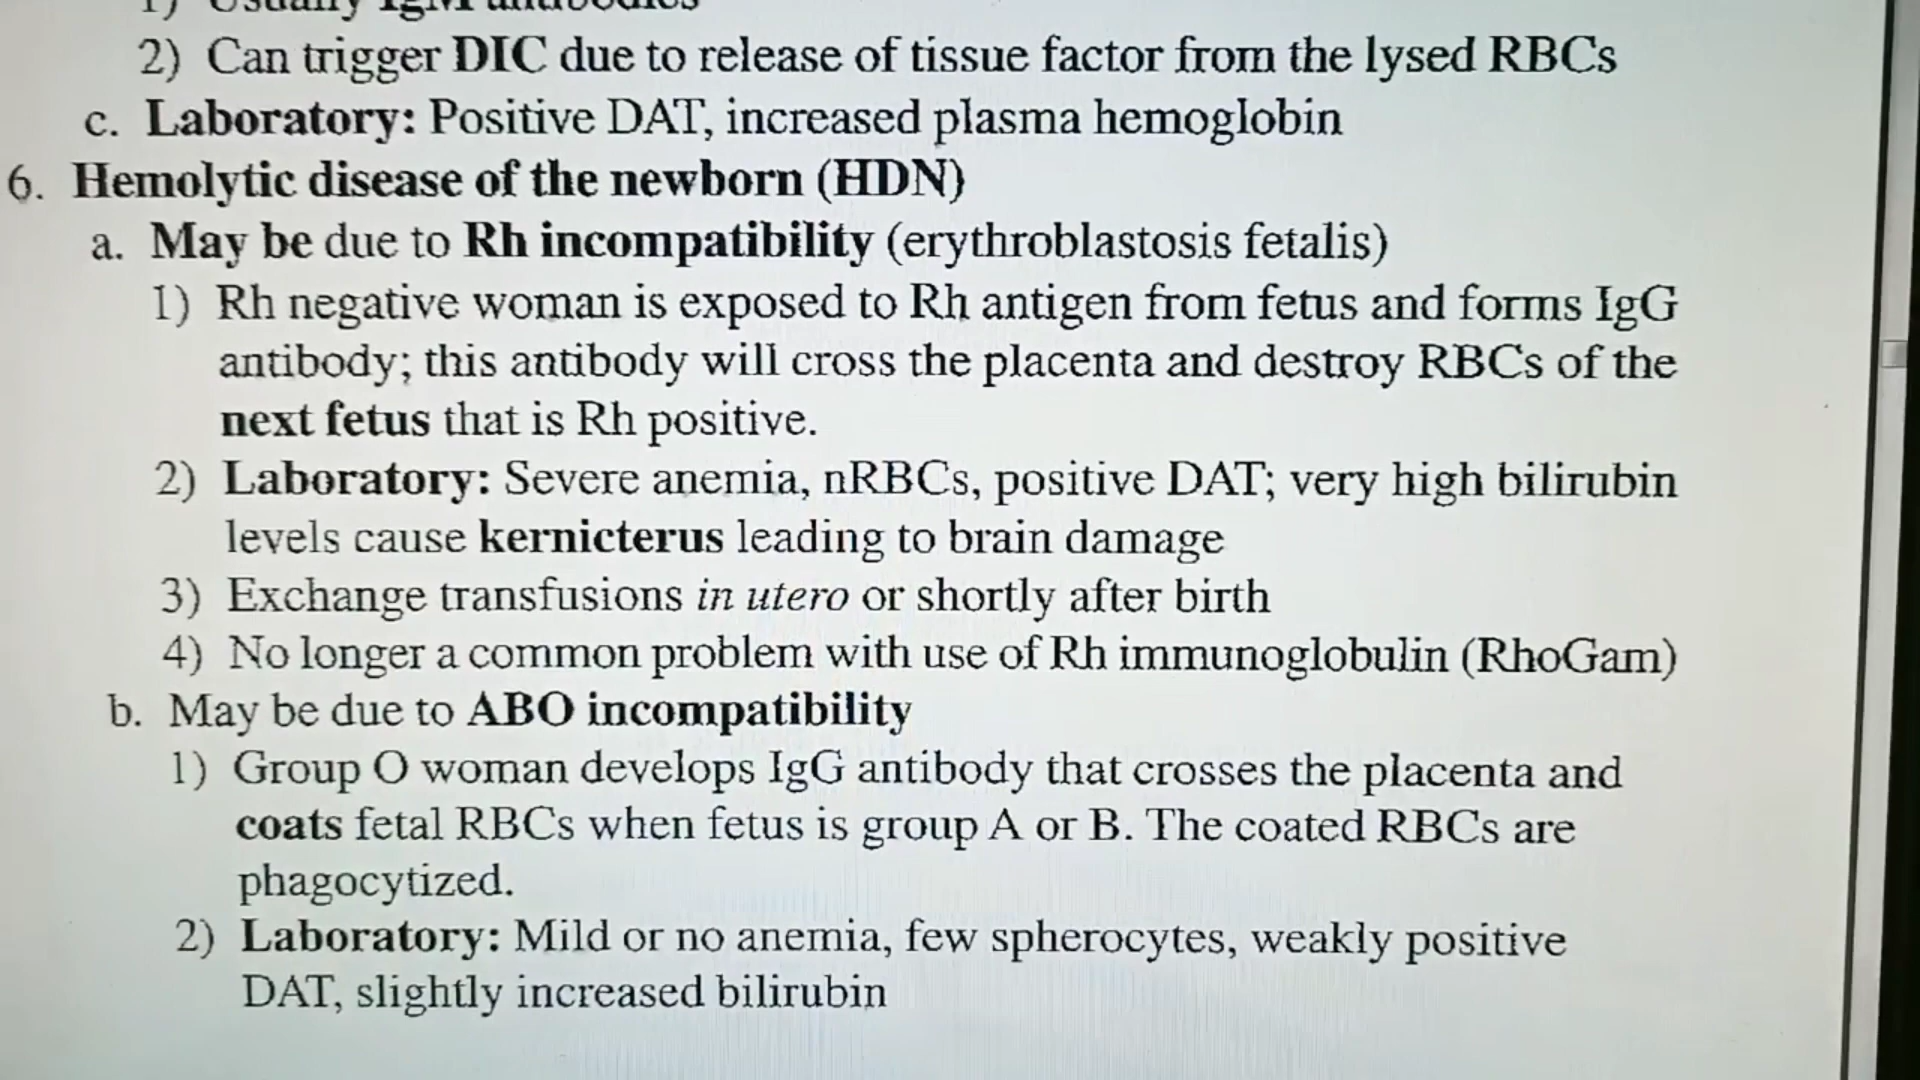 1) Usually IgM antibodies
2) Can trigger DIC due to release of tissue factor from the lysed RBCs
c. Laboratory: Positive DAT, increased plasma hemoglobin
6. Hemolytic disease of the newborn (HDN)
a. May be due to Rh incompatibility (erythroblastosis fetalis)
1) Rh negative woman is exposed to Rh antigen from fetus and forms IgG
antibody; this antibody will cross the placenta and destroy RBCs of the
next fetus that is Rh positive.
2) Laboratory: Severe anemia, nRBCs, positive DAT; very high bilirubin
levels cause kernicterus leading to brain damage
3) Exchange transfusions in utero or shortly after birth
4) No longer a common problem with use of Rh immunoglobulin (RhoGam)
b. May be due to ABO incompatibility
1) Group O woman develops IgG antibody that crosses the placenta and
coats fetal RBCs when fetus is group A or B. The coated RBCs are
phagocytized.
2) Laboratory: Mild or no anemia, few spherocytes, weakly positive
DAT, slightly increased bilirubin